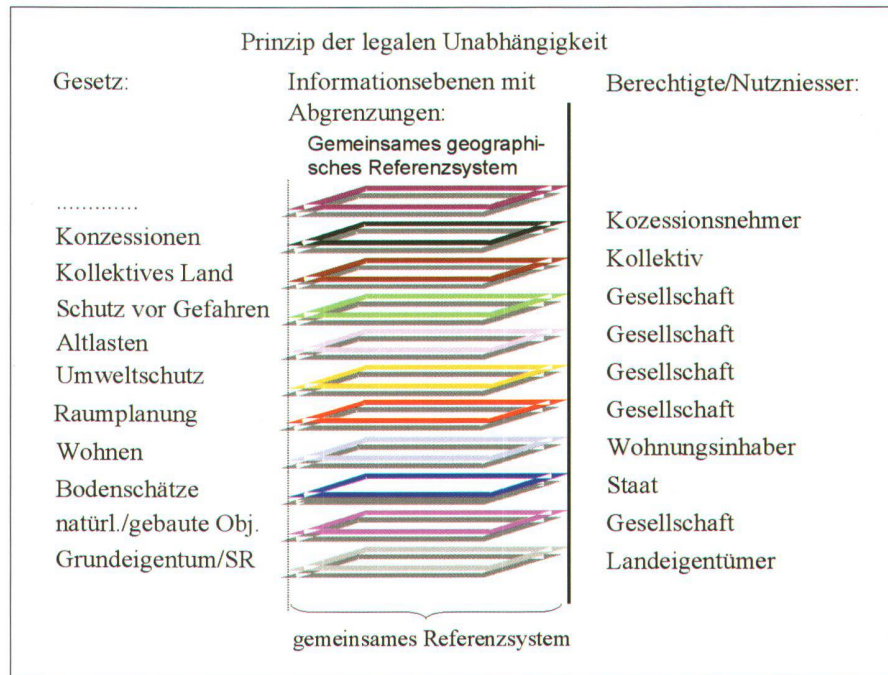 Prinzip der legalen Unabhängigkeit
Gesetz:
Informationsebenen mit
Abgrenzungen:
Berechtigte/Nutzniesser:
Gemeinsames geographi-
sches Referenzsystem
.............
Konzessionen
Kozessionsnehmer
Kollektives Land
Kollektiv
Schutz vor Gefahren
Gesellschaft
Altlasten
Gesellschaft
Umweltschutz
Gesellschaft
Raumplanung
Gesellschaft
Wohnen
Wohnungsinhaber
Bodenschätze
Staat
natürl./gebaute Obj.
Gesellschaft
Grundeigentum/SR
Landeigentümer
gemeinsames Referenzsystem